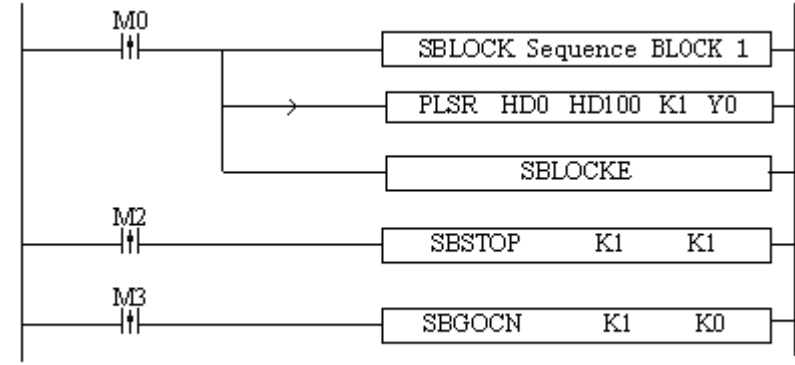 M0
SBLOCK Sequence BLOCK 1
PLSR HD0 HD100 K1 Y0
SBLOCKE
M2
SBSTOP K1 K1
M3
SBGOCN K1 K0